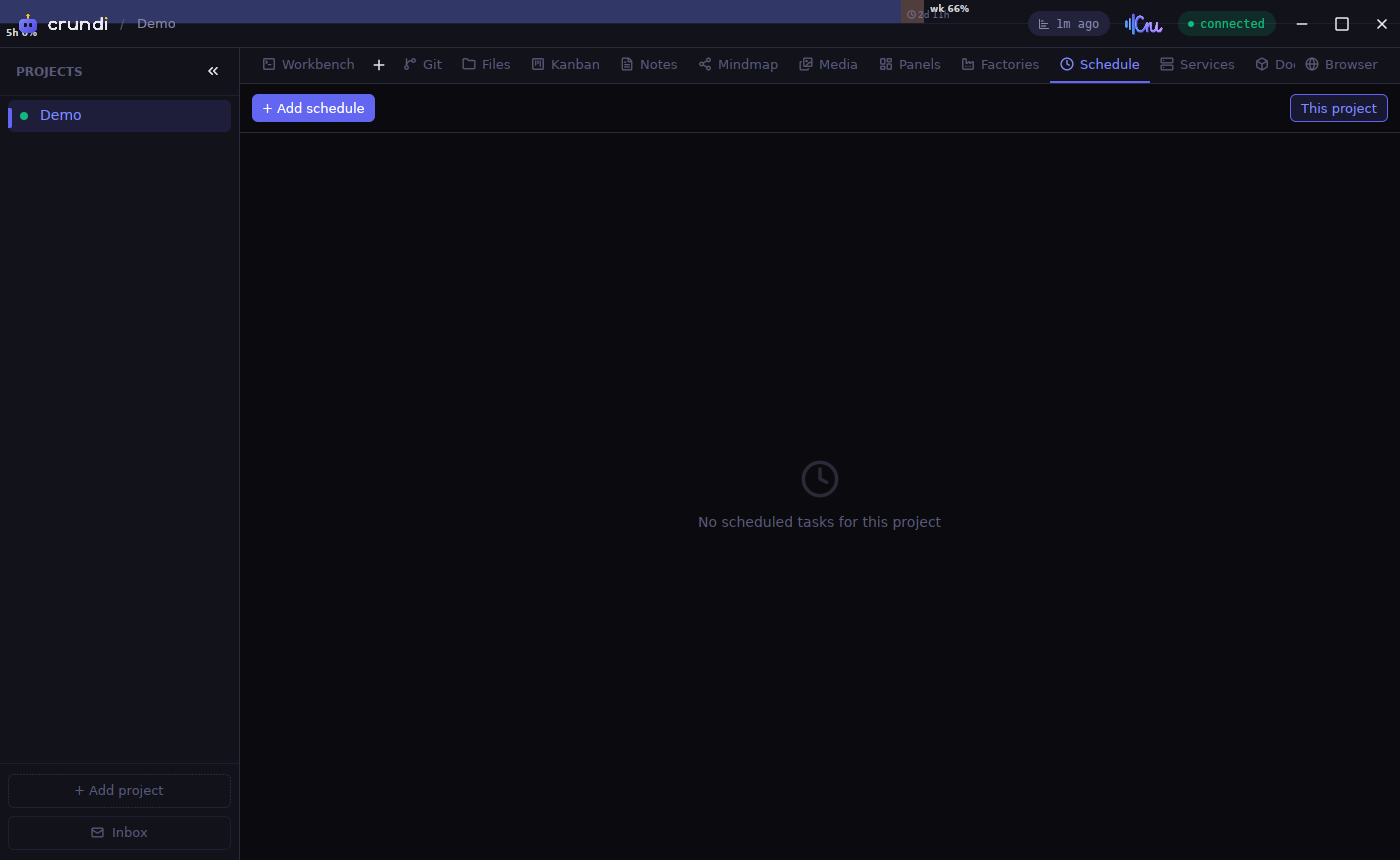 wk 66%
2d 11h
5h 0%
crundi / Demo
1m ago
Cru
connected
PROJECTS
Workbench
Git
Files
Kanban
Notes
Mindmap
Media
Panels
Factories
Schedule
Services
Browser
+ Add schedule
This project
Demo
No scheduled tasks for this project
+ Add project
Inbox